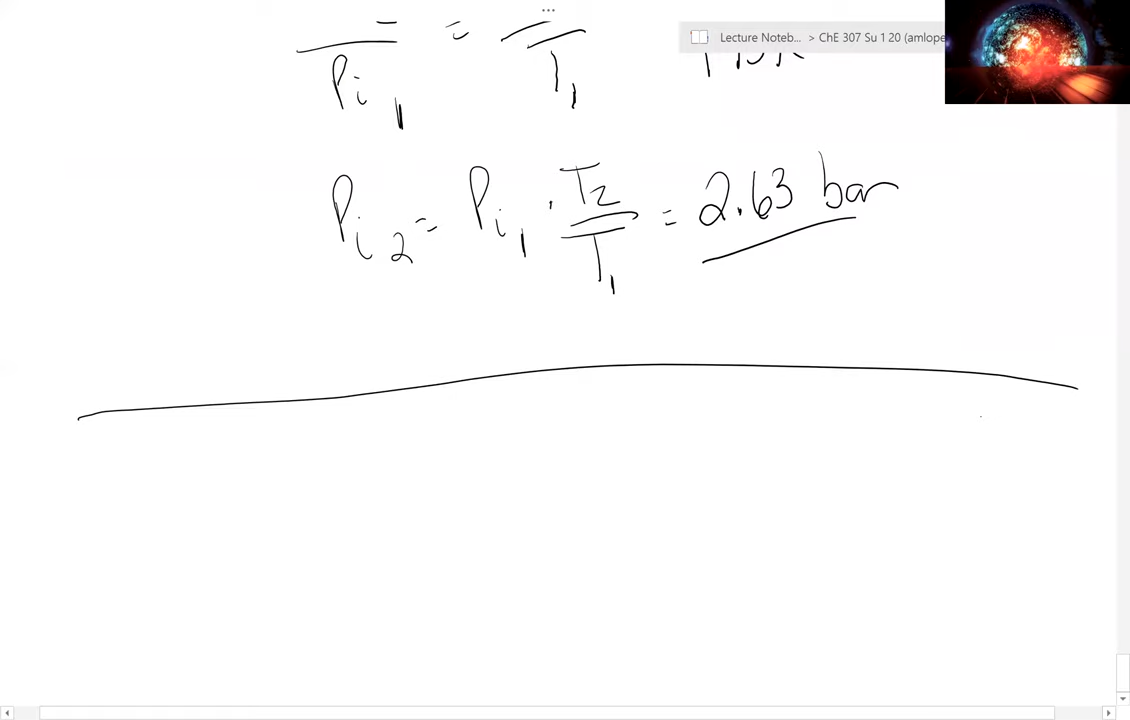 Lecture Noteb... > ChE 307 Su 1 20 (amlope
Pi1 = T1
Pi2 = Pi1 · T2/T1 = 2.63 bar